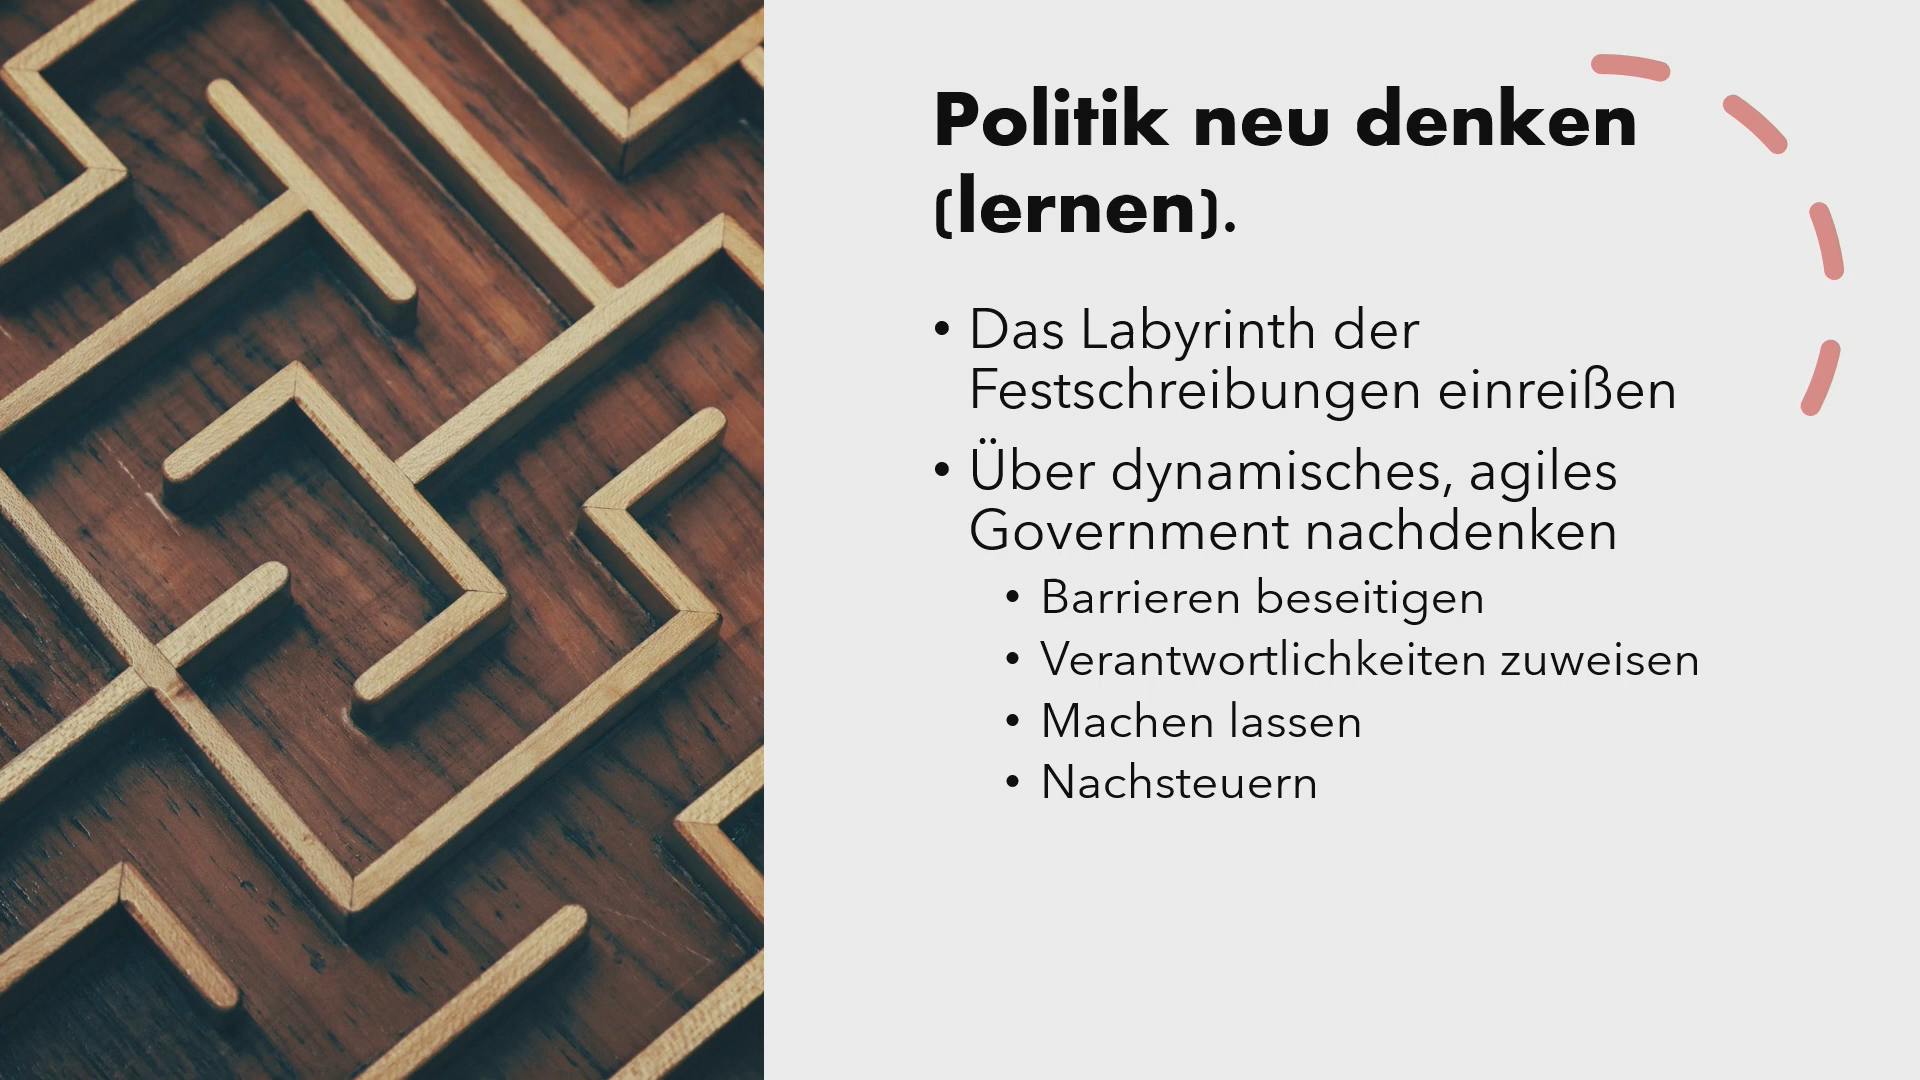 Politik neu denken
(lernen).
• Das Labyrinth der
Festschreibungen einreißen
• Über dynamisches, agiles
Government nachdenken
• Barrieren beseitigen
• Verantwortlichkeiten zuweisen
• Machen lassen
• Nachsteuern